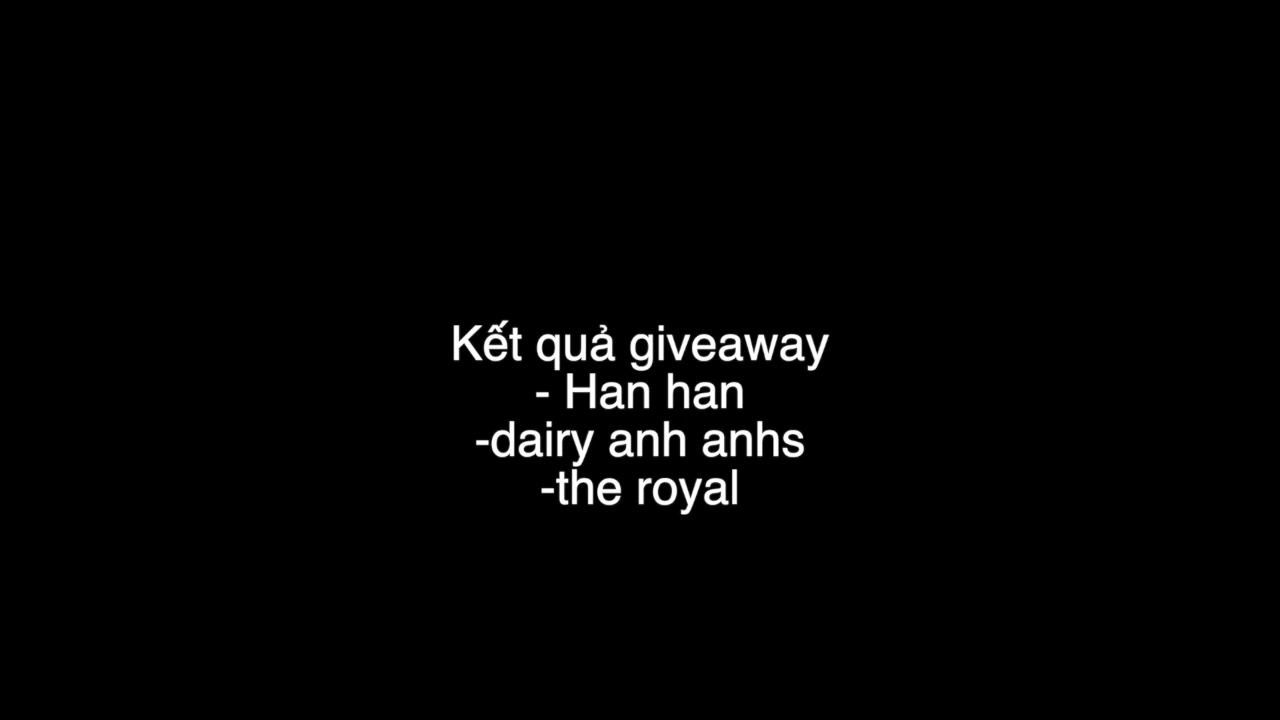 Kết quả giveaway
- Han han
-dairy anh anhs
-the royal